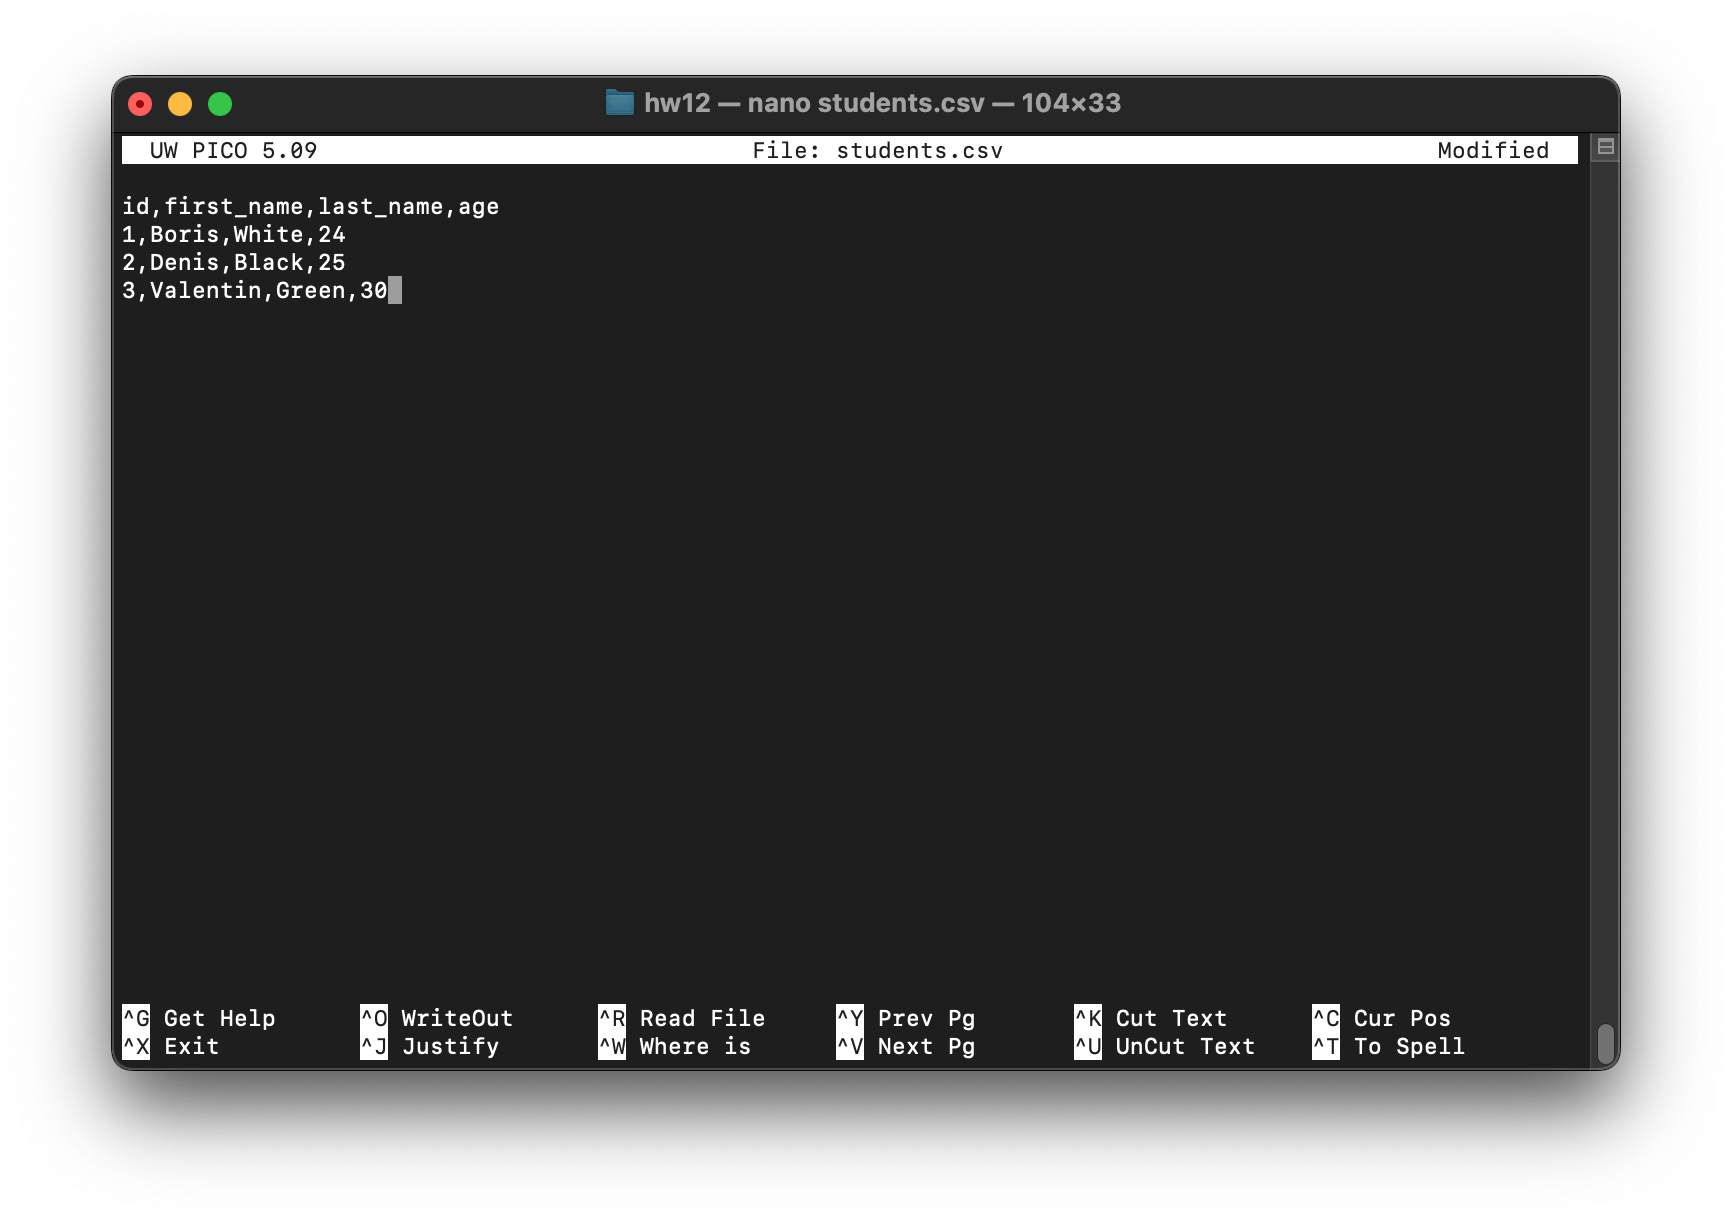 hw12 — nano students.csv — 104×33
UW PICO 5.09 File: students.csv Modified
id,first_name,last_name,age
1,Boris,White,24
2,Denis,Black,25
3,Valentin,Green,30
^G Get Help ^O WriteOut ^R Read File ^Y Prev Pg ^K Cut Text ^C Cur Pos
^X Exit ^J Justify ^W Where is ^V Next Pg ^U UnCut Text ^T To Spell